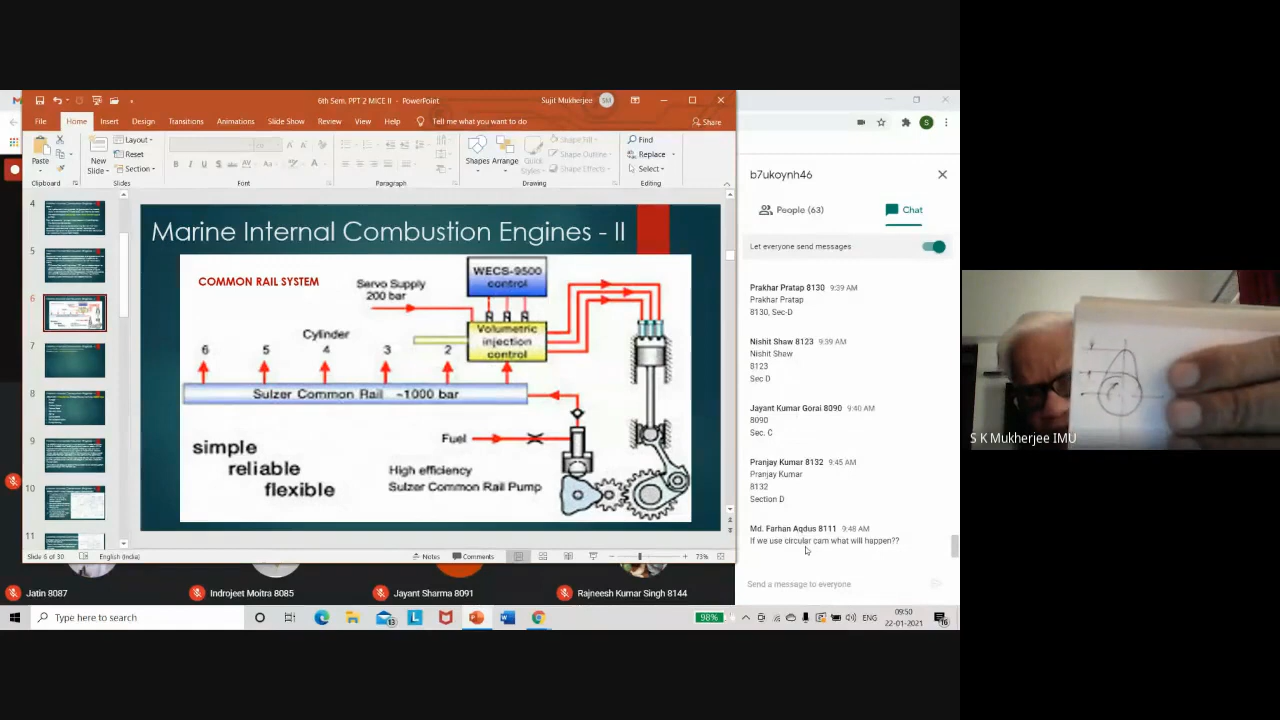 6th Sem. PPT 2 MICE II - PowerPoint
Sujit Mukherjee
SM
File Home Insert Design Transitions Animations Slide Show Review View Help Tell me what you want to do
Share
Paste
New
Slide
Layout
Reset
Section
Shapes Arrange Quick
Styles
Shape Fill
Shape Outline
Shape Effects
Find
Replace
Select
Clipboard Slides Font Paragraph Drawing Editing
4
5
6
7
8
9
10
11
Marine Internal Combustion Engines - II
COMMON RAIL SYSTEM
Servo Supply
200 bar
WECS-9500
control
Cylinder
Volumetric
injection
control
6 5 4 3 2
Sulzer Common Rail ~1000 bar
Fuel
simple
reliable
flexible
High efficiency
Sulzer Common Rail Pump
Slide 6 of 30
English (India)
Notes
Comments
73%
b7ukoynh46
People (63)
Chat
Let everyone send messages
Prakhar Pratap 8130 9:39 AM
Prakhar Pratap
8130, Sec-D
Nishit Shaw 8123 9:39 AM
Nishit Shaw
8123
Sec D
Jayant Kumar Gorai 8090 9:40 AM
8090
Sec. C
Pranjay Kumar 8132 9:45 AM
Pranjay Kumar
8132
Section D
Md. Farhan Aqdus 8111 9:48 AM
If we use circular cam what will happen??
Send a message to everyone
S K Mukherjee IMU
Jatin 8087
Indrojeet Moitra 8085
Jayant Sharma 8091
Rajneesh Kumar Singh 8144
Type here to search
98%
ENG
09:50
22-01-2021